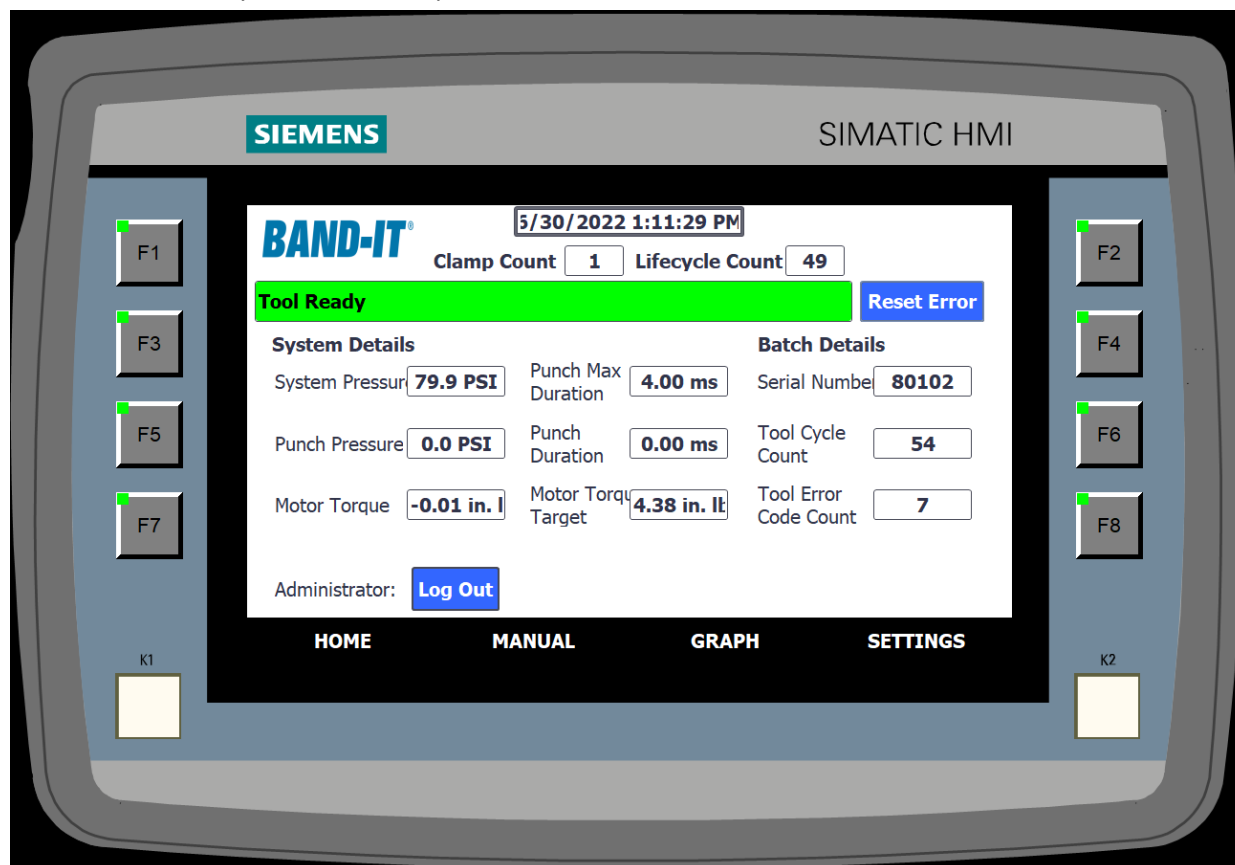 SIEMENS SIMATIC HMI
BAND-IT®
5/30/2022 1:11:29 PM
Clamp Count 1 Lifecycle Count 49
Tool Ready Reset Error
System Details Batch Details
System Pressur 79.9 PSI Punch Max Duration 4.00 ms Serial Numbe 80102
Punch Pressure 0.0 PSI Punch Duration 0.00 ms Tool Cycle Count 54
Motor Torque -0.01 in. l Motor Torqu Target 4.38 in. lb Tool Error Code Count 7
Administrator: Log Out
HOME MANUAL GRAPH SETTINGS
F1 F2
F3 F4
F5 F6
F7 F8
K1 K2